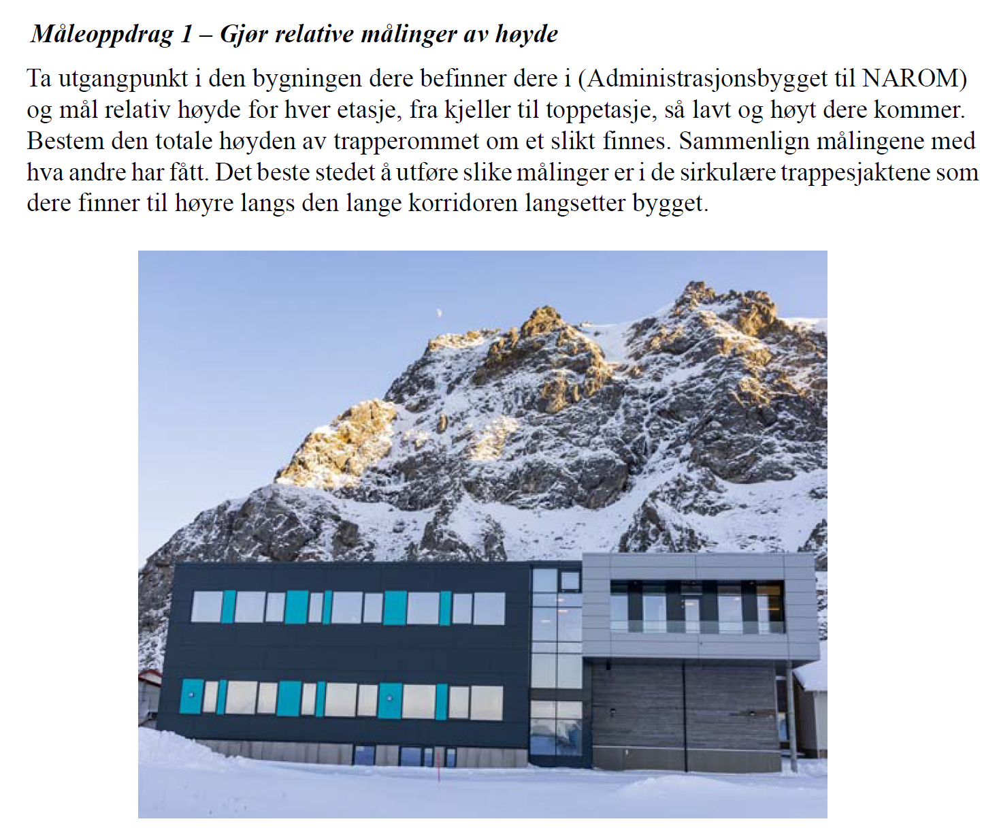 Måleoppdrag 1 – Gjør relative målinger av høyde
Ta utgangpunkt i den bygningen dere befinner dere i (Administrasjonsbygget til NAROM)
og mål relativ høyde for hver etasje, fra kjeller til toppetasje, så lavt og høyt dere kommer.
Bestem den totale høyden av trapperommet om et slikt finnes. Sammenlign målingene med
hva andre har fått. Det beste stedet å utføre slike målinger er i de sirkulære trappesjaktene som
dere finner til høyre langs den lange korridoren langsetter bygget.